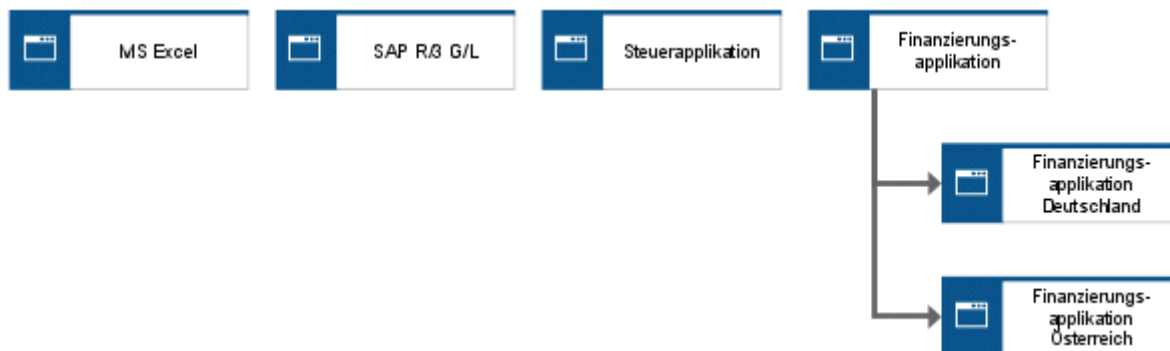 MS Excel
SAP R/3 G/L
Steuerapplikation
Finanzierungs-
applikation
Finanzierungs-
applikation
Deutschland
Finanzierungs-
applikation
Österreich